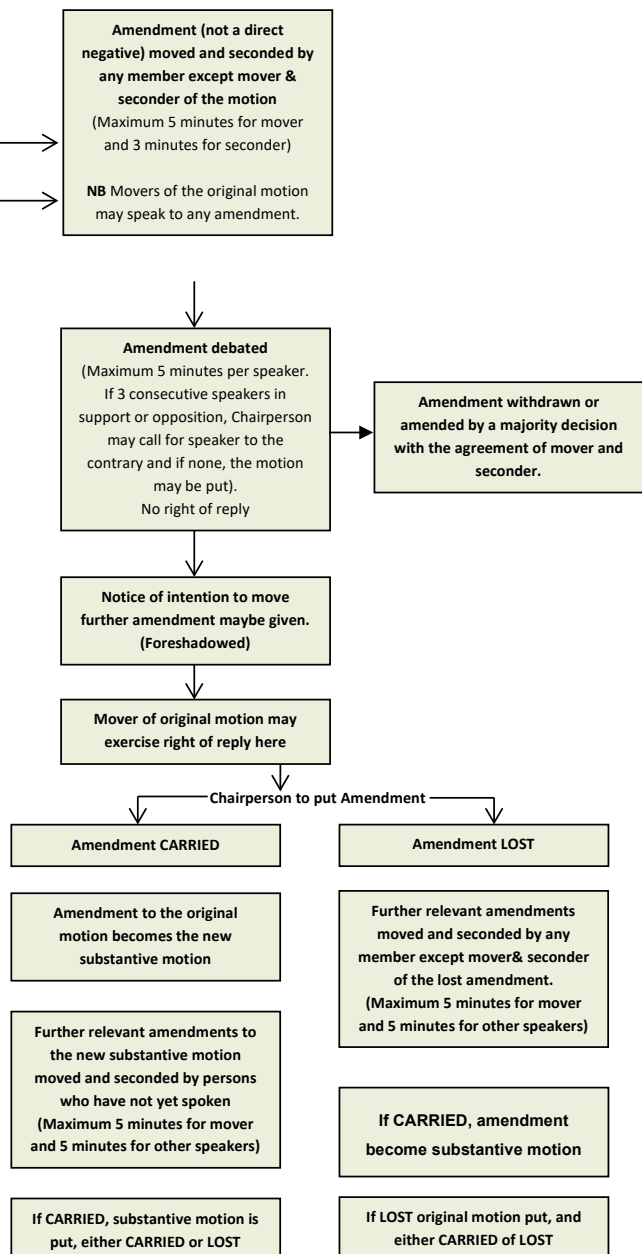 Amendment (not a direct
negative) moved and seconded by
any member except mover &
seconder of the motion
(Maximum 5 minutes for mover
and 3 minutes for seconder)
NB Movers of the original motion
may speak to any amendment.
Amendment debated
(Maximum 5 minutes per speaker.
If 3 consecutive speakers in
support or opposition, Chairperson
may call for speaker to the
contrary and if none, the motion
may be put).
No right of reply
Amendment withdrawn or
amended by a majority decision
with the agreement of mover and
seconder.
Notice of intention to move
further amendment maybe given.
(Foreshadowed)
Mover of original motion may
exercise right of reply here
Chairperson to put Amendment
Amendment CARRIED
Amendment to the original
motion becomes the new
substantive motion
Further relevant amendments to
the new substantive motion
moved and seconded by persons
who have not yet spoken
(Maximum 5 minutes for mover
and 5 minutes for other speakers)
If CARRIED, substantive motion is
put, either CARRIED or LOST
Amendment LOST
Further relevant amendments
moved and seconded by any
member except mover& seconder
of the lost amendment.
(Maximum 5 minutes for mover
and 5 minutes for other speakers)
If CARRIED, amendment
become substantive motion
If LOST original motion put, and
either CARRIED of LOST